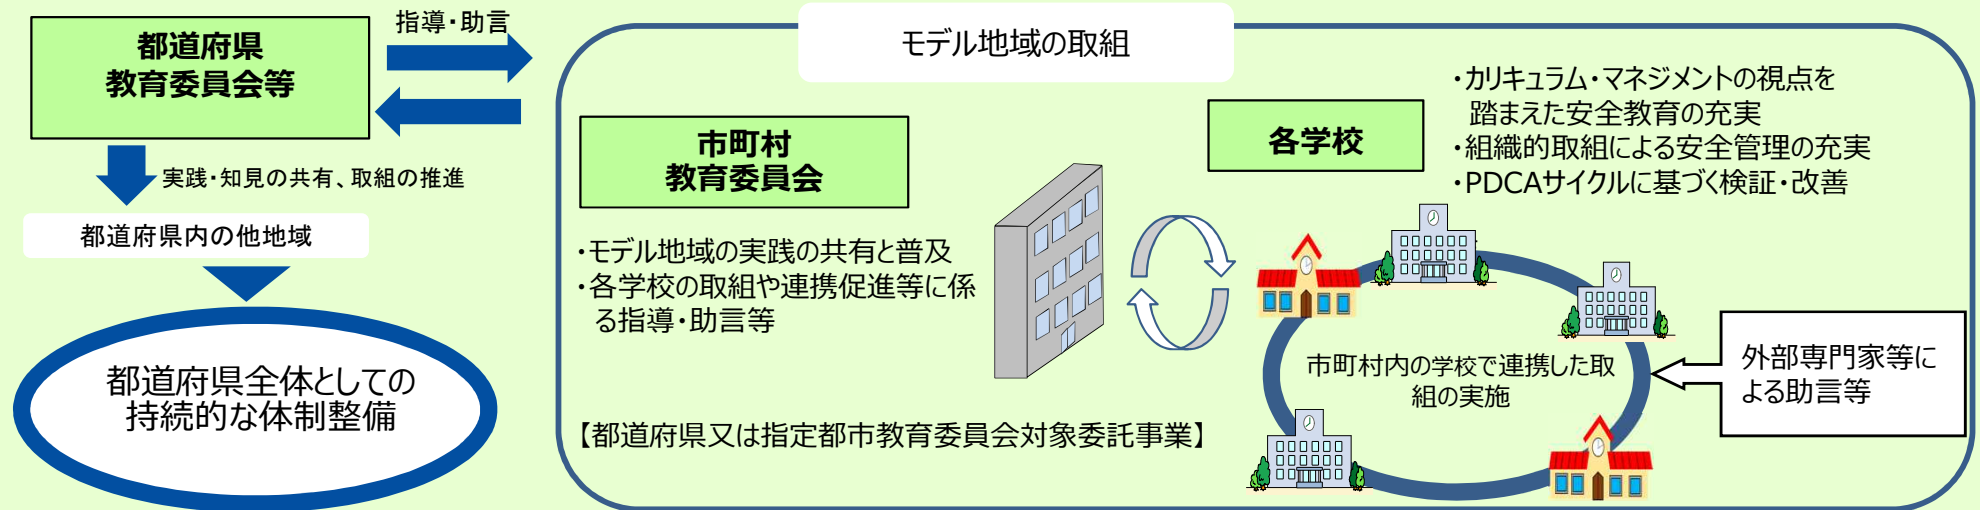 都道府県
教育委員会等
指導・助言
実践・知見の共有、取組の推進
都道府県内の他地域
都道府県全体としての
持続的な体制整備
モデル地域の取組
市町村
教育委員会
・モデル地域の実践の共有と普及
・各学校の取組や連携促進等に係
る指導・助言等
【都道府県又は指定都市教育委員会対象委託事業】
各学校
・カリキュラム・マネジメントの視点を
踏まえた安全教育の充実
・組織的取組による安全管理の充実
・PDCAサイクルに基づく検証・改善
市町村内の学校で連携した取
組の実施
外部専門家等に
よる助言等